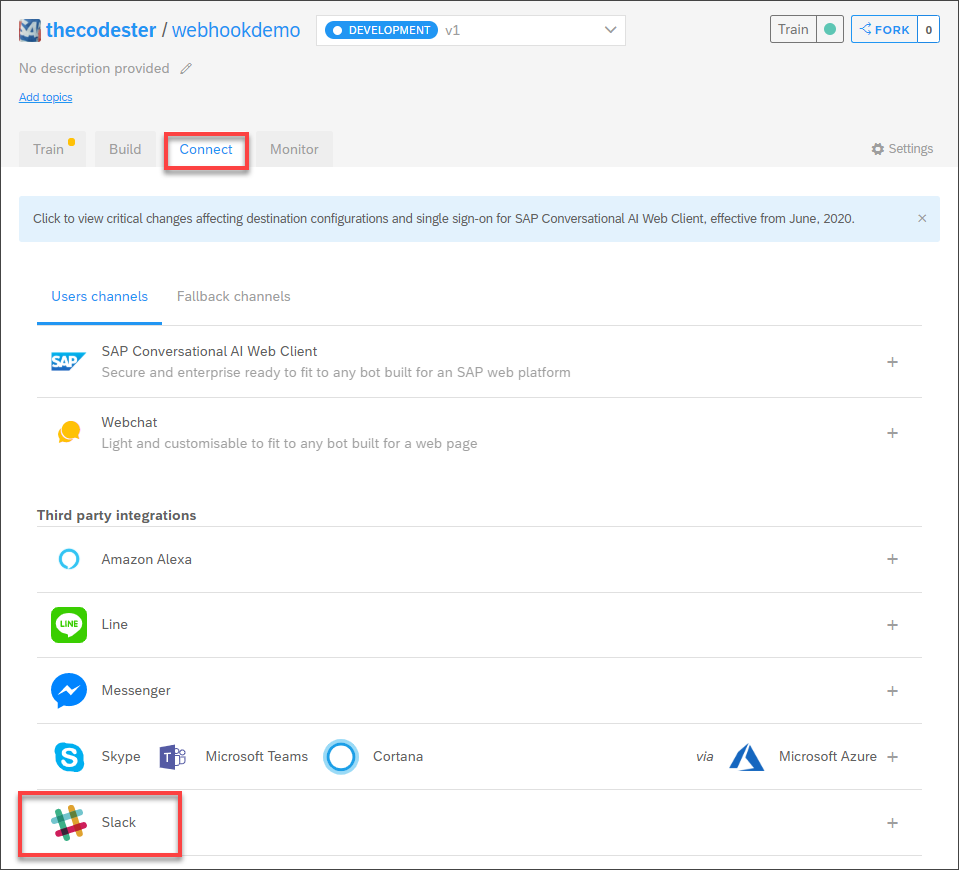 thecodester / webhookdemo DEVELOPMENT v1 Train FORK 0
No description provided
Add topics
Train Build Connect Monitor Settings
Click to view critical changes affecting destination configurations and single sign-on for SAP Conversational AI Web Client, effective from June, 2020. ×
Users channels Fallback channels
SAP SAP Conversational AI Web Client +
Secure and enterprise ready to fit to any bot built for an SAP web platform
Webchat +
Light and customisable to fit to any bot built for a web page
Third party integrations
Amazon Alexa +
LINE Line +
Messenger +
Skype Microsoft Teams Cortana via Microsoft Azure +
Slack +